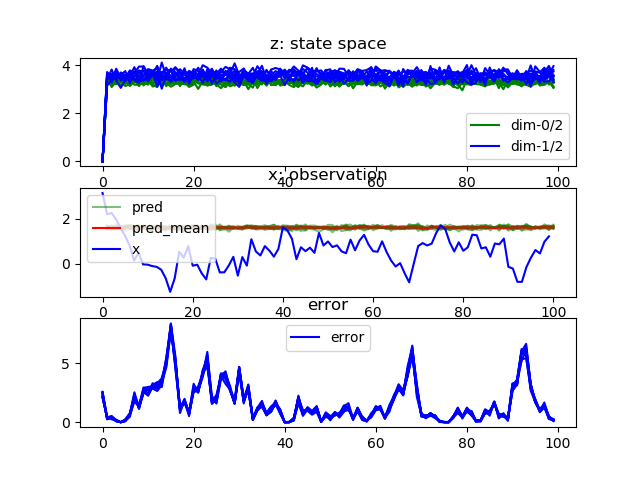 z: state space
4
2
0
dim-0/2
dim-1/2
0 20 40 60 80 100
x: observation
2
0
pred
pred_mean
x
0 20 40 60 80 100
error
5
0
error
0 20 40 60 80 100